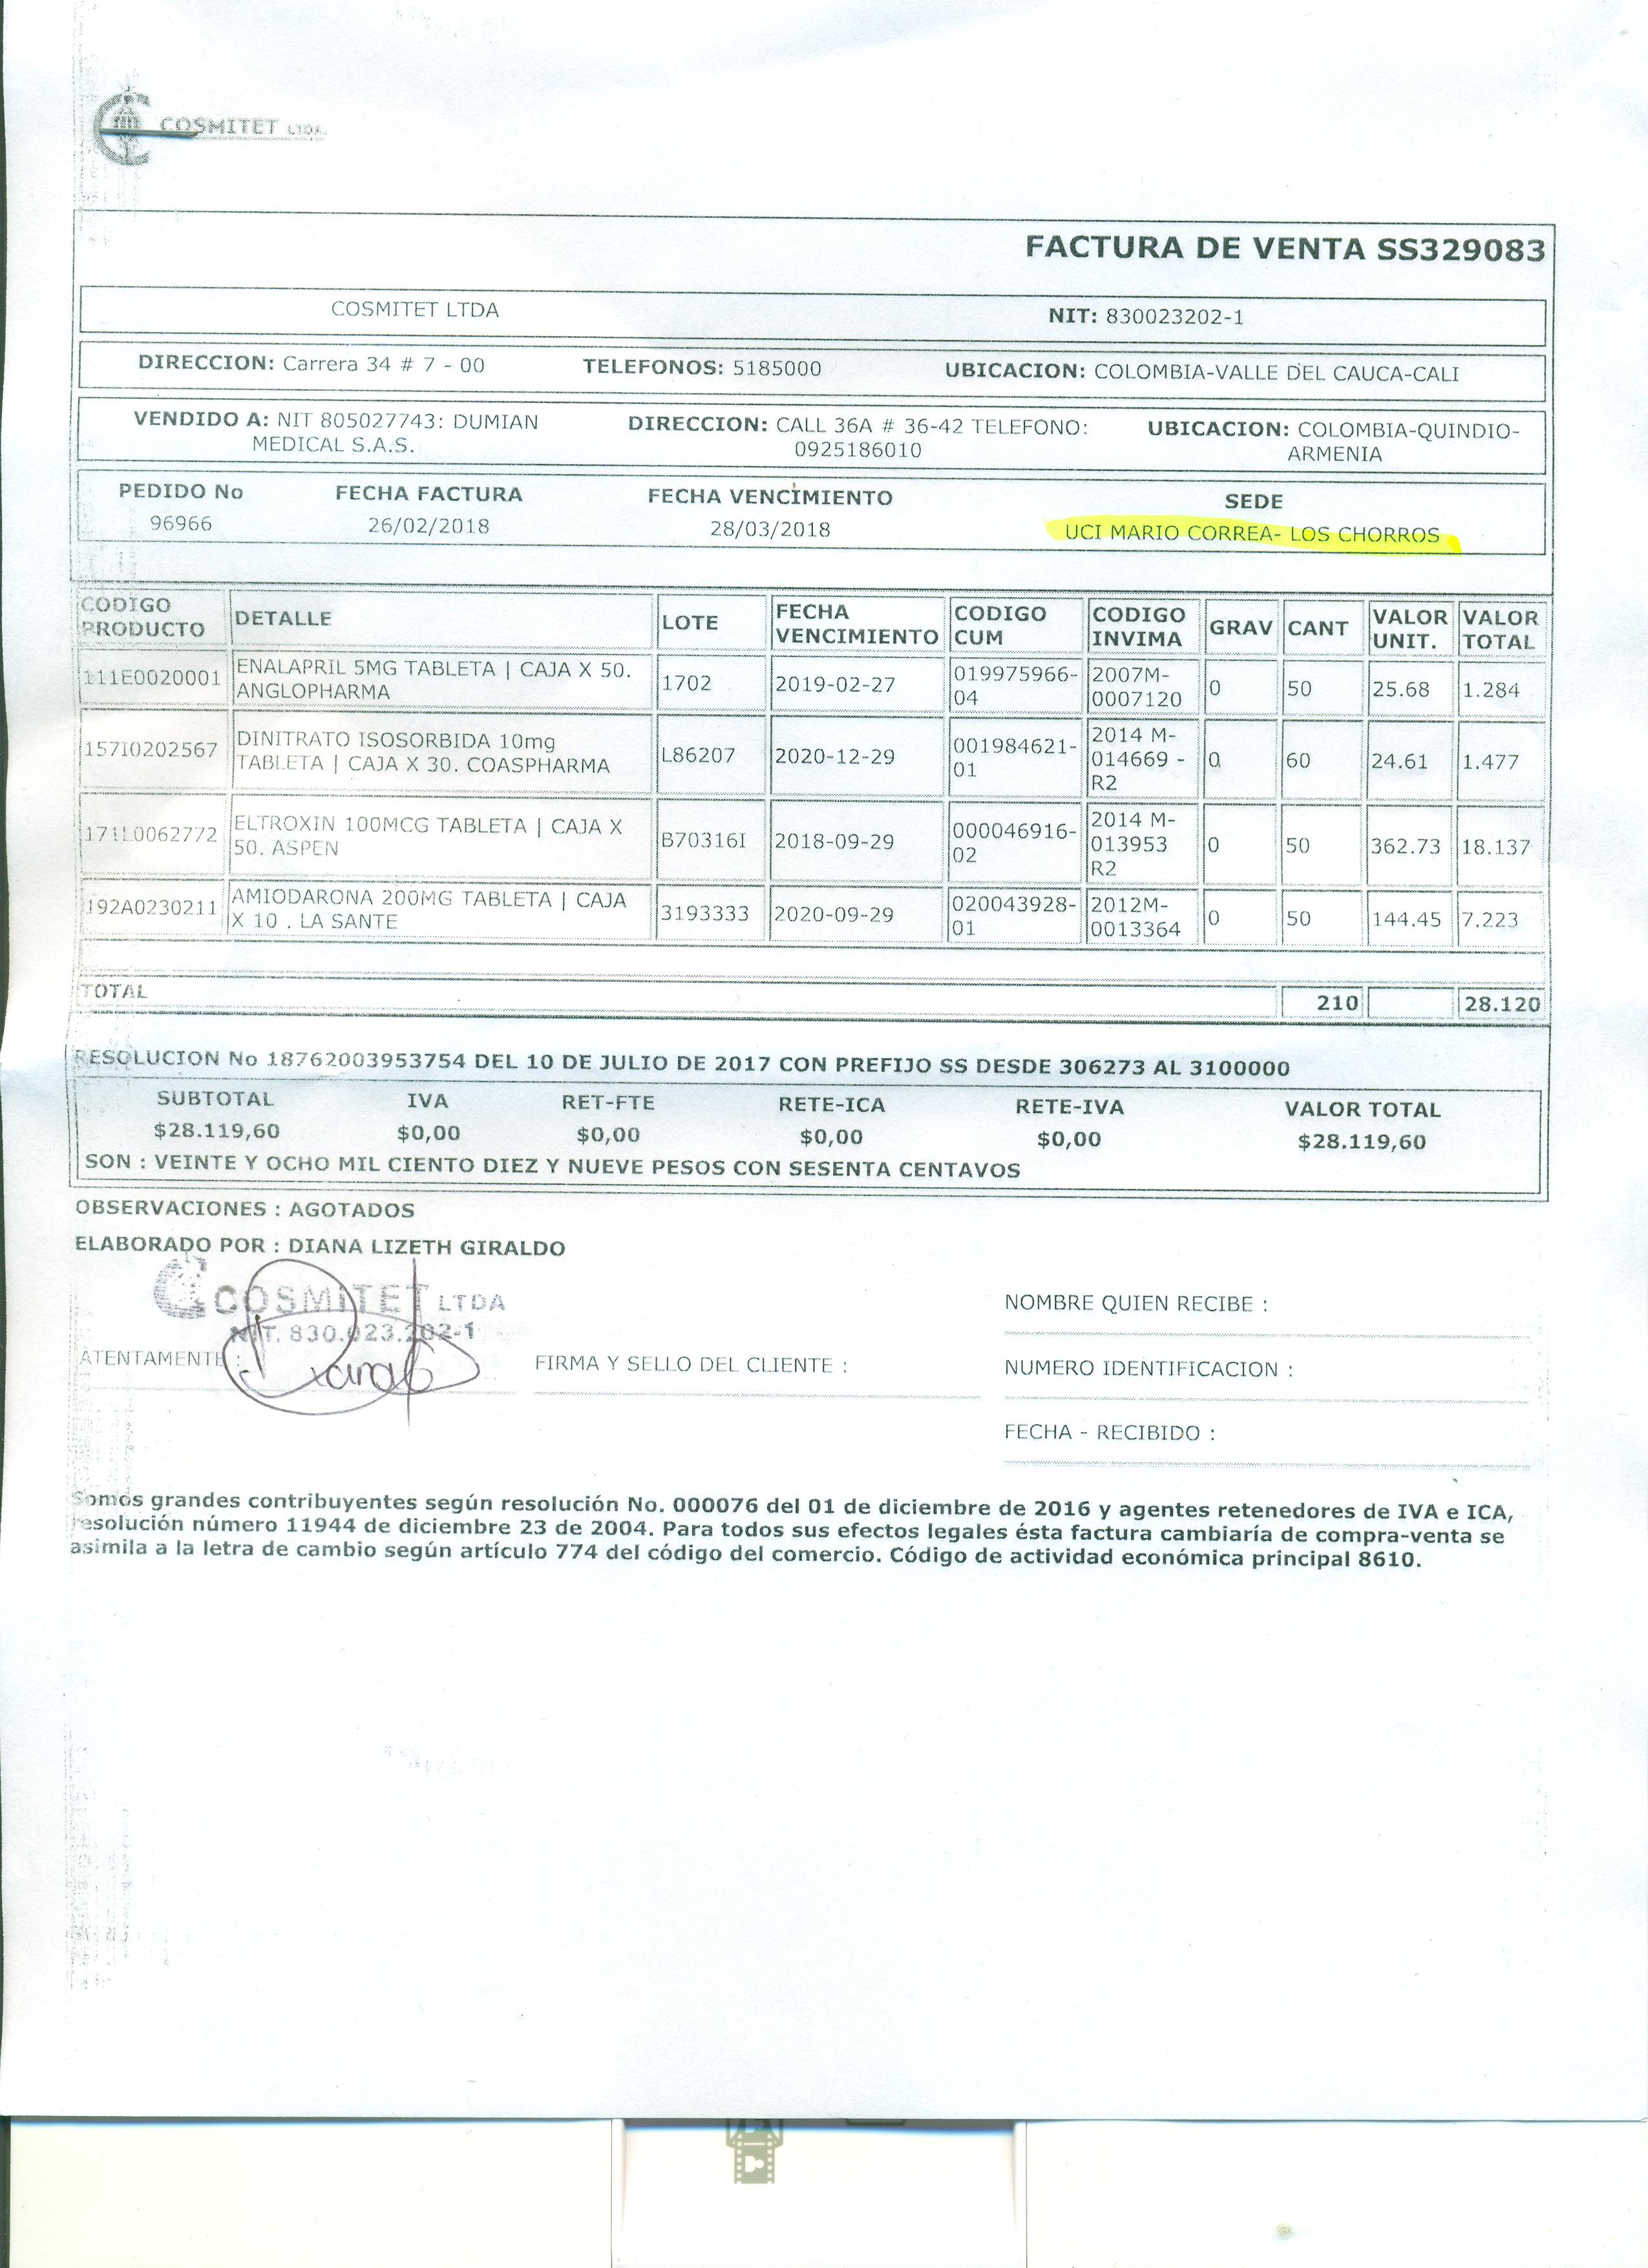 COSMITET LTDA.
FACTURA DE VENTA SS329083
COSMITET LTDA NIT: 830023202-1
DIRECCION: Carrera 34 # 7 - 00 TELEFONOS: 5185000 UBICACION: COLOMBIA-VALLE DEL CAUCA-CALI
VENDIDO A: NIT 805027743: DUMIAN DIRECCION: CALL 36A # 36-42 TELEFONO: UBICACION: COLOMBIA-QUINDIO-
MEDICAL S.A.S. 0925186010 ARMENIA
PEDIDO No FECHA FACTURA FECHA VENCIMIENTO SEDE
96966 26/02/2018 28/03/2018 UCI MARIO CORREA- LOS CHORROS
CODIGO FECHA CODIGO CODIGO VALOR VALOR
PRODUCTO DETALLE LOTE VENCIMIENTO CUM INVIMA GRAV CANT UNIT. TOTAL
ENALAPRIL 5MG TABLETA | CAJA X 50. 019975966- 2007M-
111E0020001 ANGLOPHARMA 1702 2019-02-27 04 0007120 0 50 25.68 1.284
2014 M-
DINITRATO ISOSORBIDA 10mg 001984621- 014669 -
157I0202567 TABLETA | CAJA X 30. COASPHARMA L86207 2020-12-29 01 R2 0 60 24.61 1.477
2014 M-
ELTROXIN 100MCG TABLETA | CAJA X 000046916- 013953
171L0062772 50. ASPEN B70316I 2018-09-29 02 R2 0 50 362.73 18.137
AMIODARONA 200MG TABLETA | CAJA 020043928- 2012M-
192A0230211 X 10 . LA SANTE 3193333 2020-09-29 01 0013364 0 50 144.45 7.223
TOTAL 210 28.120
RESOLUCION No 18762003953754 DEL 10 DE JULIO DE 2017 CON PREFIJO SS DESDE 306273 AL 3100000
SUBTOTAL IVA RET-FTE RETE-ICA RETE-IVA VALOR TOTAL
$28.119,60 $0,00 $0,00 $0,00 $0,00 $28.119,60
SON : VEINTE Y OCHO MIL CIENTO DIEZ Y NUEVE PESOS CON SESENTA CENTAVOS
OBSERVACIONES : AGOTADOS
ELABORADO POR : DIANA LIZETH GIRALDO
COSMITET LTDA
NIT. 830.023.202-1
NOMBRE QUIEN RECIBE :
ATENTAMENTE : FIRMA Y SELLO DEL CLIENTE : NUMERO IDENTIFICACION :
FECHA - RECIBIDO :
Somos grandes contribuyentes según resolución No. 000076 del 01 de diciembre de 2016 y agentes retenedores de IVA e ICA,
resolución número 11944 de diciembre 23 de 2004. Para todos sus efectos legales ésta factura cambiaría de compra-venta se
asimila a la letra de cambio según artículo 774 del código del comercio. Código de actividad económica principal 8610.